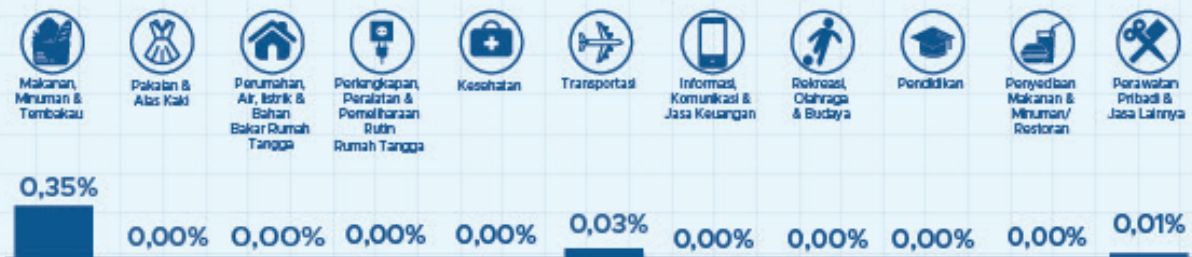 Makanan,
Minuman &
Tembakau
Pakaian &
Alas Kaki
Perumahan,
Air, listrik &
Bahan
Bakar Rumah
Tangga
Perlengkapan,
Peralatan &
Pemeliharaan
Rutin
Rumah Tangga
Kesehatan
Transportasi
Informasi,
Komunikasi &
Jasa Keuangan
Rekreasi,
Olahraga
& Budaya
Pendidikan
Penyediaan
Makanan &
Minuman/
Restoran
Perawatan
Pribadi &
Jasa Lainnya
0,35%
0,00%
0,00%
0,00%
0,00%
0,03%
0,00%
0,00%
0,00%
0,00%
0,01%